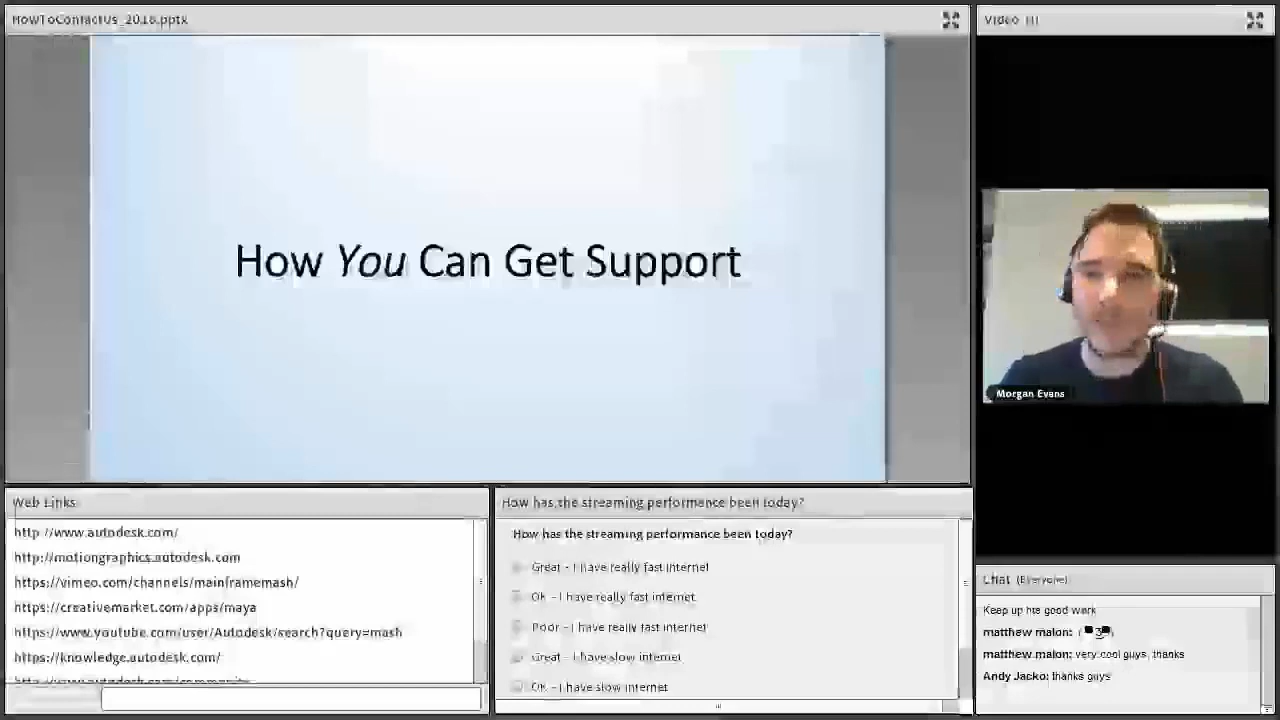 HowToContactUs_2016.pptx
Video
How You Can Get Support
Morgan Evans
Web Links
http://www.autodesk.com/
http://motiongraphics.autodesk.com
https://vimeo.com/channels/mainframemash/
https://creativemarket.com/apps/maya
https://www.youtube.com/user/Autodesk/search?query=mash
https://knowledge.autodesk.com/
How has the streaming performance been today?
How has the streaming performance been today?
Great - I have really fast internet
OK - I have really fast internet
Poor - I have really fast internet
Great - I have slow internet
OK - I have slow internet
Chat (Everyone)
Keep up the good work
matthew malon:
matthew malon: very cool guys, thanks
Andy Jacko: thanks guys